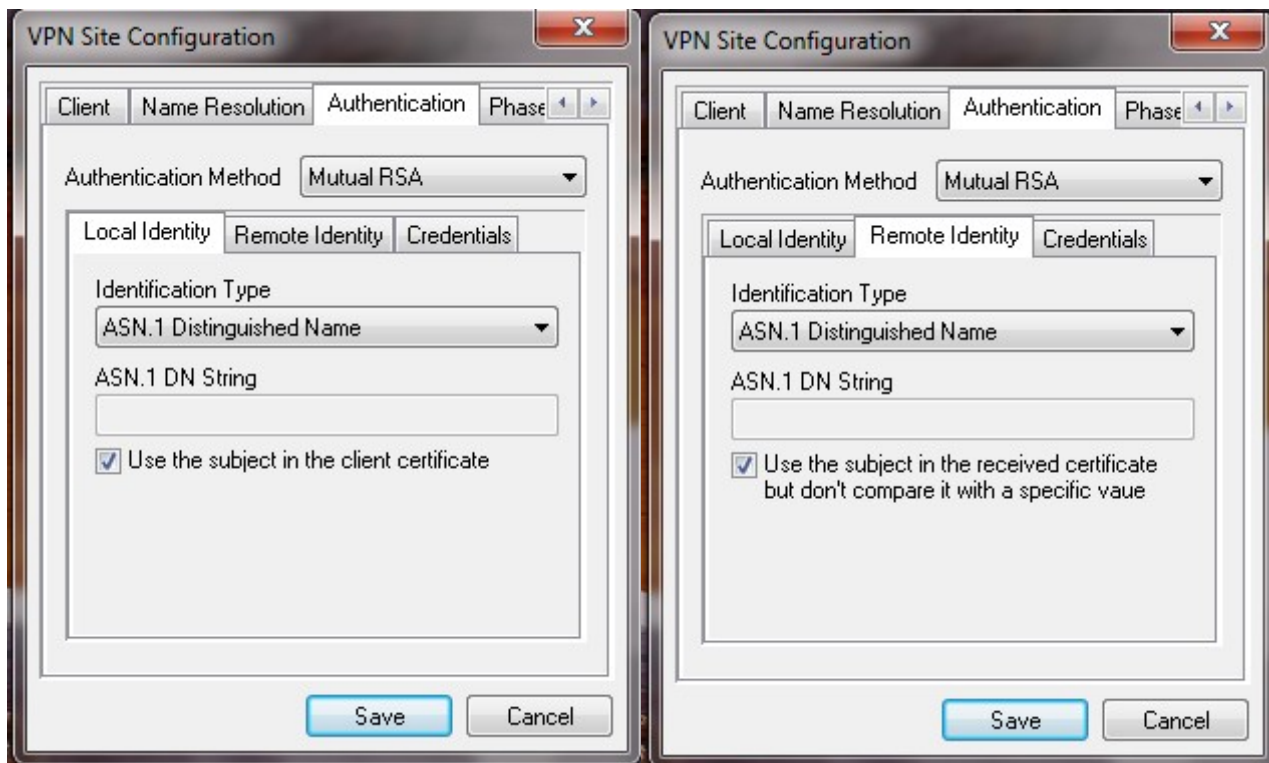 VPN Site Configuration
Client Name Resolution Authentication Phase
Authentication Method Mutual RSA
Local Identity Remote Identity Credentials
Identification Type
ASN.1 Distinguished Name
ASN.1 DN String
Use the subject in the client certificate
Save Cancel
VPN Site Configuration
Client Name Resolution Authentication Phase
Authentication Method Mutual RSA
Local Identity Remote Identity Credentials
Identification Type
ASN.1 Distinguished Name
ASN.1 DN String
Use the subject in the received certificate
but don't compare it with a specific vaue
Save Cancel